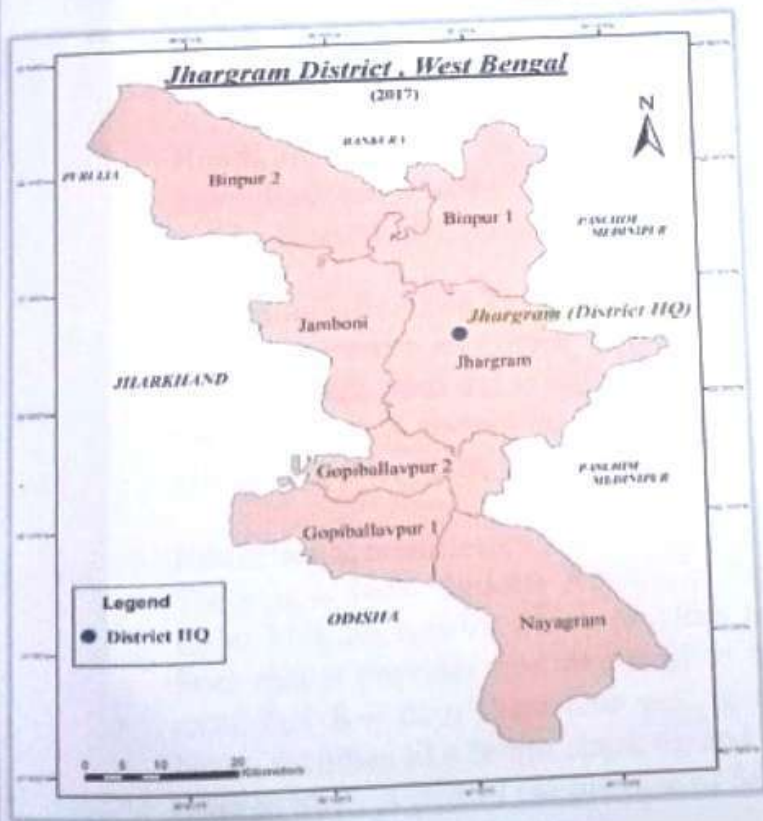 Jhargram District , West Bengal
(2017)
N
BANKURA
PURULIA
Binpur 2
Binpur 1
PASCHIM
MEDINIPUR
Jhargram (District HQ)
Jamboni
Jhargram
JHARKHAND
Gopiballavpur 2
PASCHIM
MEDINIPUR
Gopiballavpur 1
Legend
District HQ
ODISHA
Nayagram
0 5 10 20
Kilometers